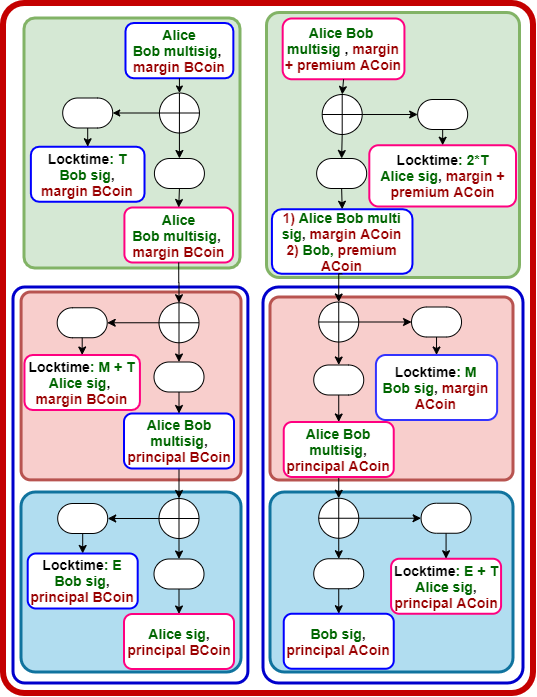 Alice
Bob multisig,
margin BCoin
Locktime: T
Bob sig,
margin BCoin
Alice
Bob multisig,
margin BCoin
Alice Bob
multisig , margin
+ premium ACoin
Locktime: 2*T
Alice sig, margin +
premium ACoin
1) Alice Bob multi
sig, margin ACoin
2) Bob, premium
ACoin
Locktime: M + T
Alice sig,
margin BCoin
Alice Bob
multisig,
principal BCoin
Locktime: M
Bob sig, margin
ACoin
Alice Bob
multisig,
principal ACoin
Locktime: E
Bob sig,
principal BCoin
Alice sig,
principal BCoin
Locktime: E + T
Alice sig,
principal ACoin
Bob sig,
principal ACoin